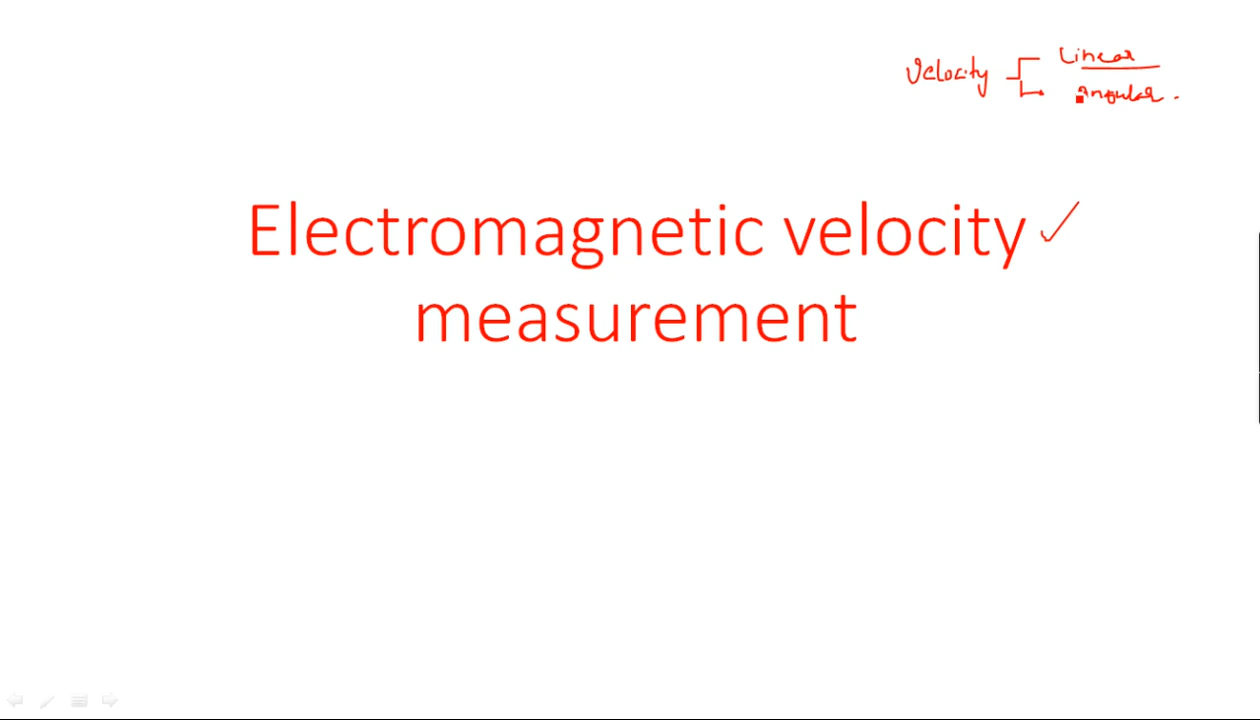 Velocity
Linear
Angular
Electromagnetic velocity
measurement